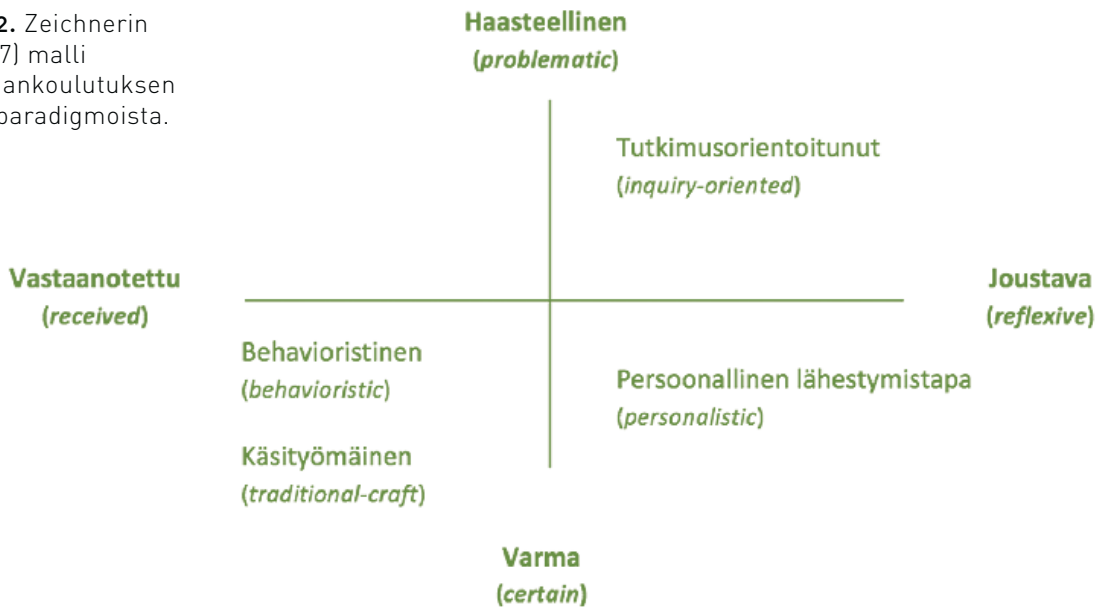 2. Zeichnerin
7) malli
ankoulutuksen
paradigmoista.
Haasteellinen
(problematic)
Tutkimusorientoitunut
(inquiry-oriented)
Vastaanotettu
(received)
Joustava
(reflexive)
Behavioristinen
(behavioristic)
Persoonallinen lähestymistapa
(personalistic)
Käsityömäinen
(traditional-craft)
Varma
(certain)